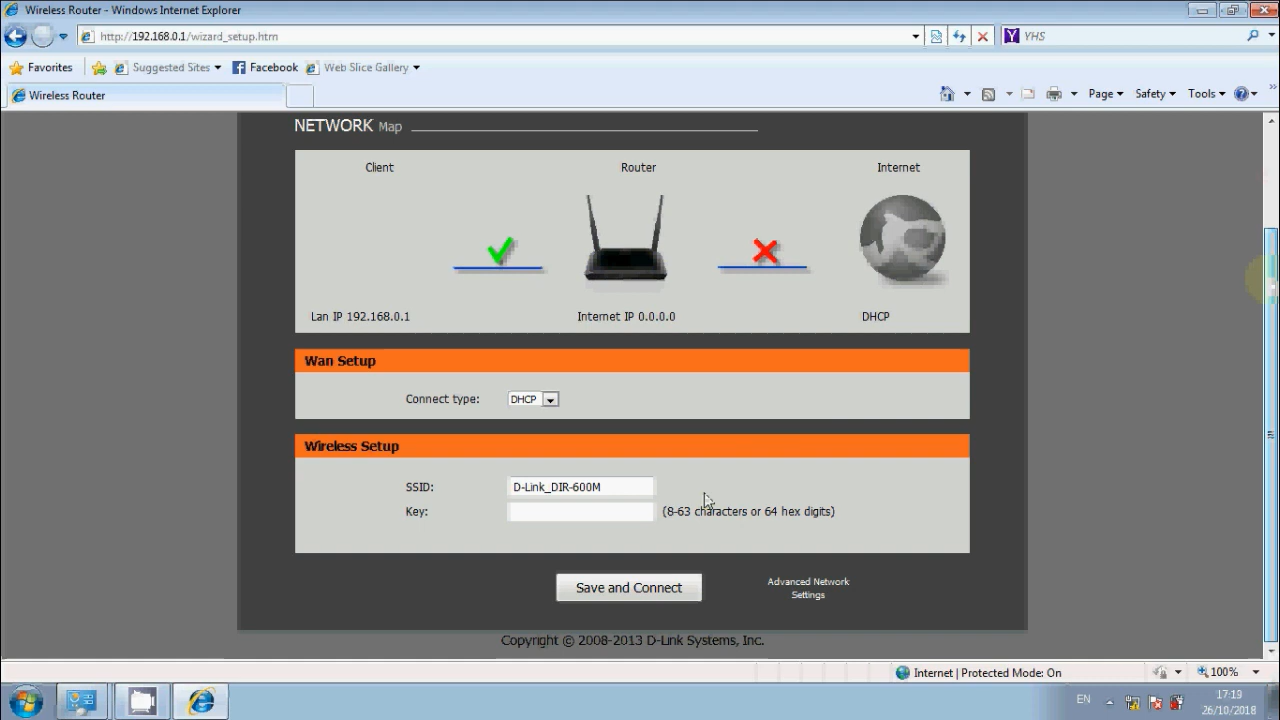 Wireless Router - Windows Internet Explorer
http://192.168.0.1/wizard_setup.htm
YHS
Favorites Suggested Sites Facebook Web Slice Gallery
Wireless Router Page Safety Tools
NETWORK Map
Client Router Internet
Lan IP 192.168.0.1 Internet IP 0.0.0.0 DHCP
Wan Setup
Connect type: DHCP
Wireless Setup
SSID: D-Link_DIR-600M
Key: (8-63 characters or 64 hex digits)
Save and Connect
Advanced Network
Settings
Copyright © 2008-2013 D-Link Systems, Inc.
Internet | Protected Mode: On 100%
EN
17:19
26/10/2018